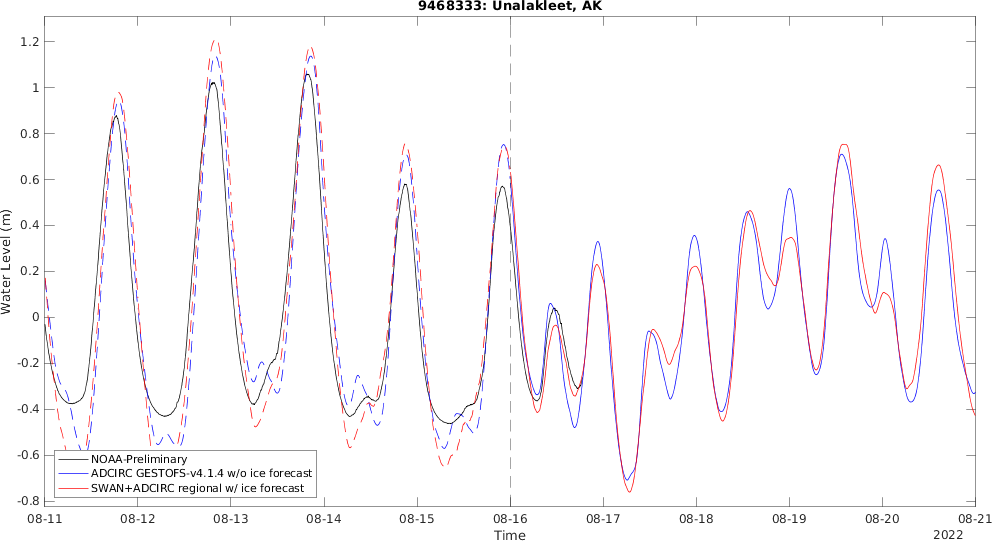 9468333: Unalakleet, AK
Water Level (m)
1.2
1
0.8
0.6
0.4
0.2
0
-0.2
-0.4
-0.6
-0.8
NOAA-Preliminary
ADCIRC GESTOFS-v4.1.4 w/o ice forecast
SWAN+ADCIRC regional w/ ice forecast
08-11 08-12 08-13 08-14 08-15 08-16 08-17 08-18 08-19 08-20 08-21
Time 2022